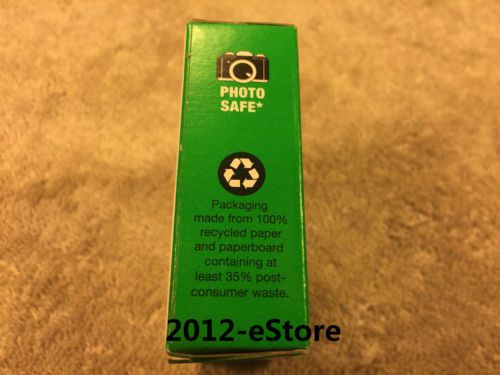 PHOTO
SAFE*
Packaging
made from 100%
recycled paper
and paperboard
containing at
least 35% post-
consumer waste.
2012-eStore